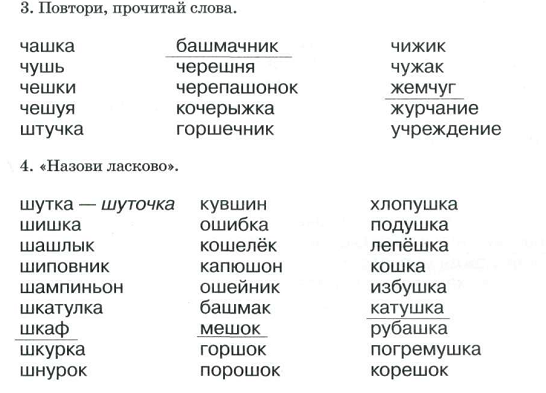 3. Повтори, прочитай слова.
чашка башмачник чижик
чушь черешня чужак
чешки черепашонок жемчуг
чешуя кочерыжка журчание
штучка горшечник учреждение
4. «Назови ласково».
шутка — шуточка кувшин хлопушка
шишка ошибка подушка
шашлык кошелёк лепёшка
шиповник капюшон кошка
шампиньон ошейник избушка
шкатулка башмак катушка
шкаф мешок рубашка
шкурка горшок погремушка
шнурок порошок корешок